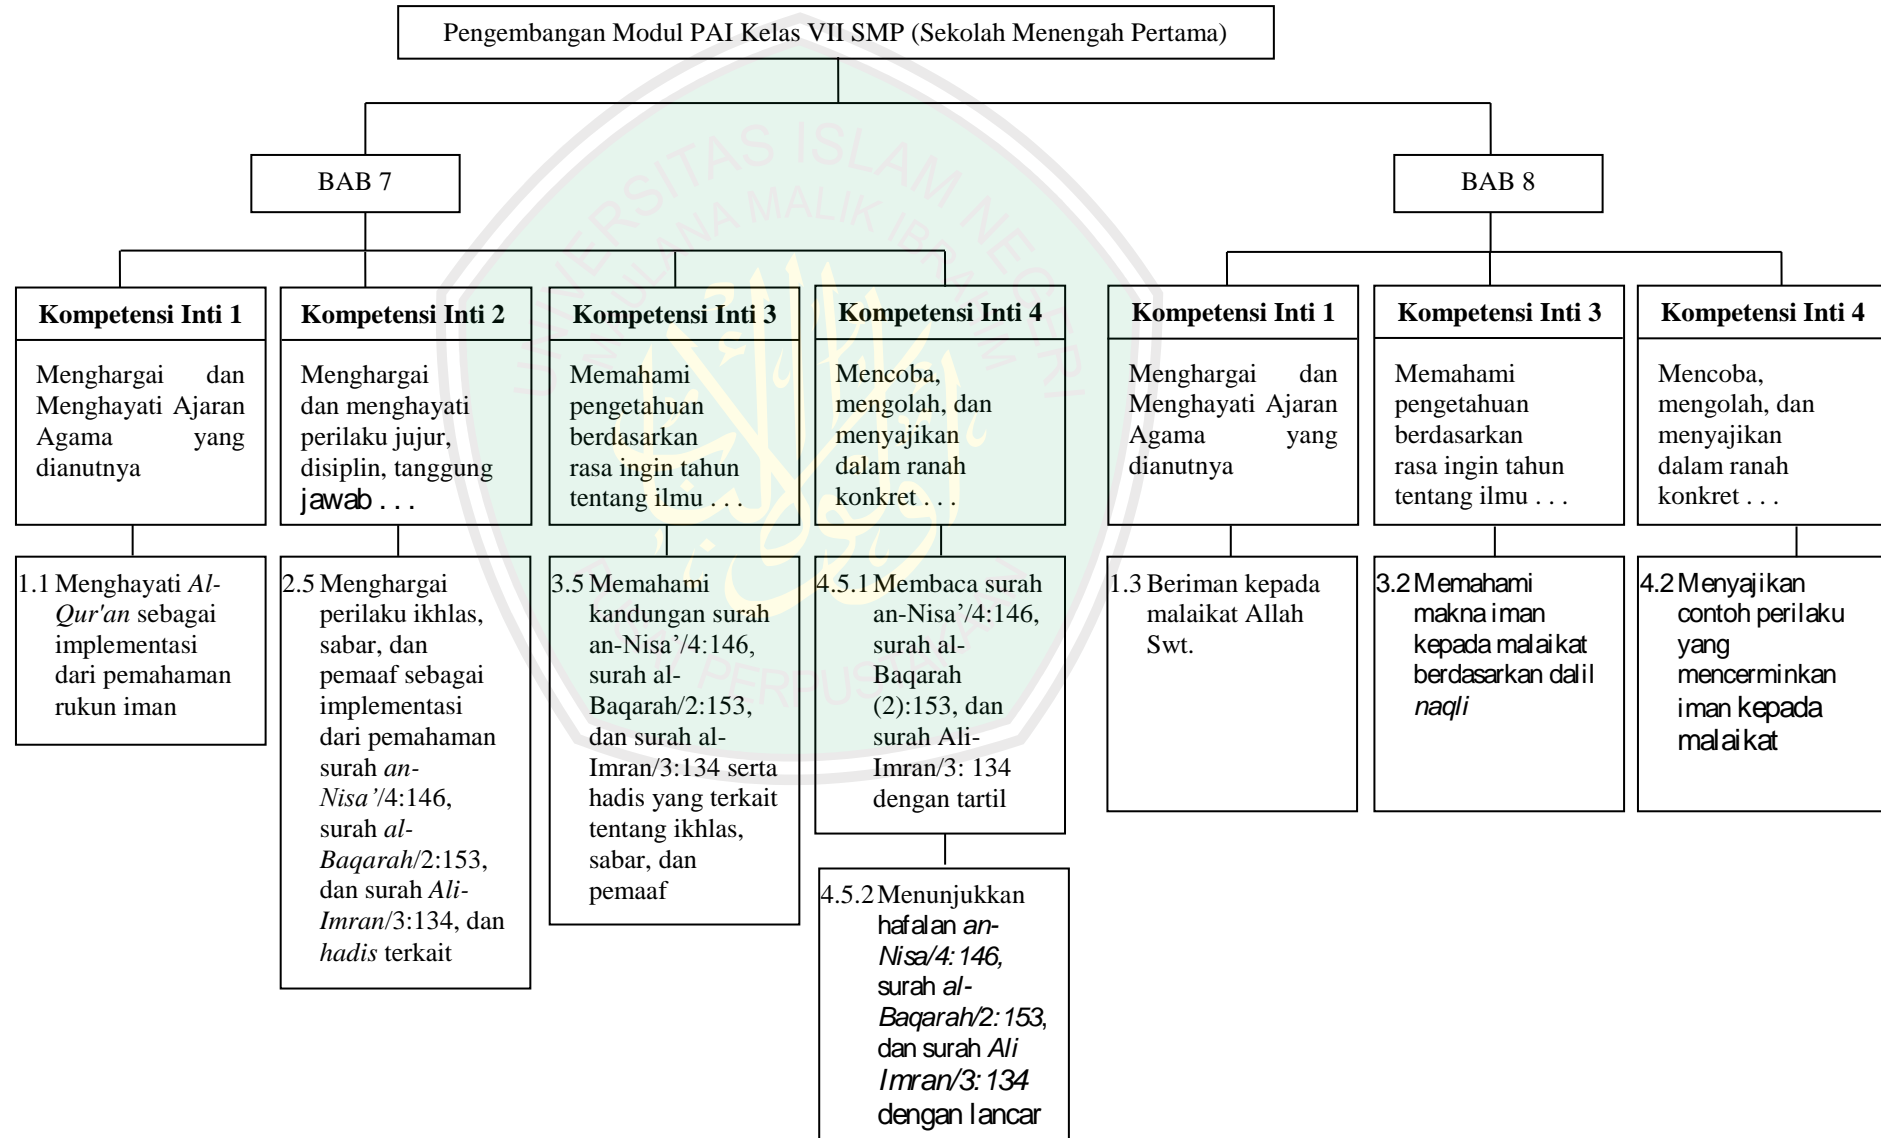 Pengembangan Modul PAI Kelas VII SMP (Sekolah Menengah Pertama)
BAB 7
BAB 8
Kompetensi Inti 1
Menghargai dan
Menghayati Ajaran
Agama yang
dianutnya
Kompetensi Inti 2
Menghargai
dan menghayati
perilaku jujur,
disiplin, tanggung
jawab . . .
Kompetensi Inti 3
Memahami
pengetahuan
berdasarkan
rasa ingin tahun
tentang ilmu . . .
Kompetensi Inti 4
Mencoba,
mengolah, dan
menyajikan
dalam ranah
konkret . . .
Kompetensi Inti 1
Menghargai dan
Menghayati Ajaran
Agama yang
dianutnya
Kompetensi Inti 3
Memahami
pengetahuan
berdasarkan
rasa ingin tahun
tentang ilmu . . .
Kompetensi Inti 4
Mencoba,
mengolah, dan
menyajikan
dalam ranah
konkret . . .
1.1 Menghayati Al-
Qur'an sebagai
implementasi
dari pemahaman
rukun iman
2.5 Menghargai
perilaku ikhlas,
sabar, dan
pemaaf sebagai
implementasi
dari pemahaman
surah an-
Nisa’/4:146,
surah al-
Baqarah/2:153,
dan surah Ali-
Imran/3:134, dan
hadis terkait
3.5 Memahami
kandungan surah
an-Nisa’/4:146,
surah al-
Baqarah/2:153,
dan surah al-
Imran/3:134 serta
hadis yang terkait
tentang ikhlas,
sabar, dan
pemaaf
4.5.1 Membaca surah
an-Nisa’/4:146,
surah al-
Baqarah
(2):153, dan
surah Ali-
Imran/3: 134
dengan tartil
4.5.2 Menunjukkan
hafalan an-
Nisa/4:146,
surah al-
Baqarah/2:153,
dan surah Ali
Imran/3:134
dengan lancar
1.3 Beriman kepada
malaikat Allah
Swt.
3.2 Memahami
makna iman
kepada malaikat
berdasarkan dalil
naqli
4.2 Menyajikan
contoh perilaku
yang
mencerminkan
iman kepada
malaikat
UNIVERSITAS ISLAM NEGERI
MAULANA MALIK IBRAHIM